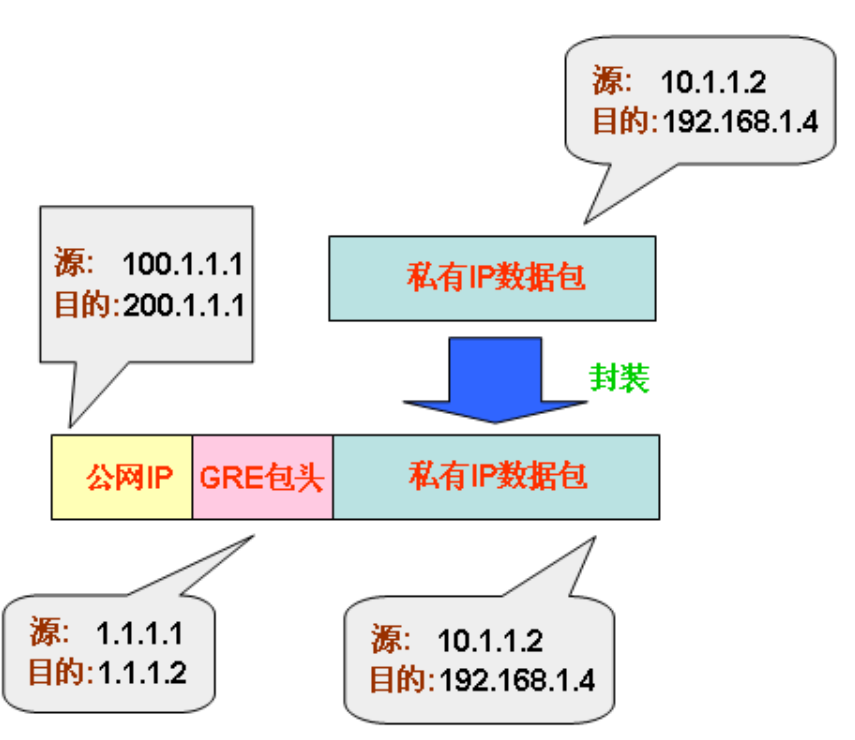 源: 10.1.1.2
目的:192.168.1.4
源: 100.1.1.1
目的:200.1.1.1
私有IP数据包
封装
公网IP
GRE包头
私有IP数据包
源: 1.1.1.1
目的:1.1.1.2
源: 10.1.1.2
目的:192.168.1.4